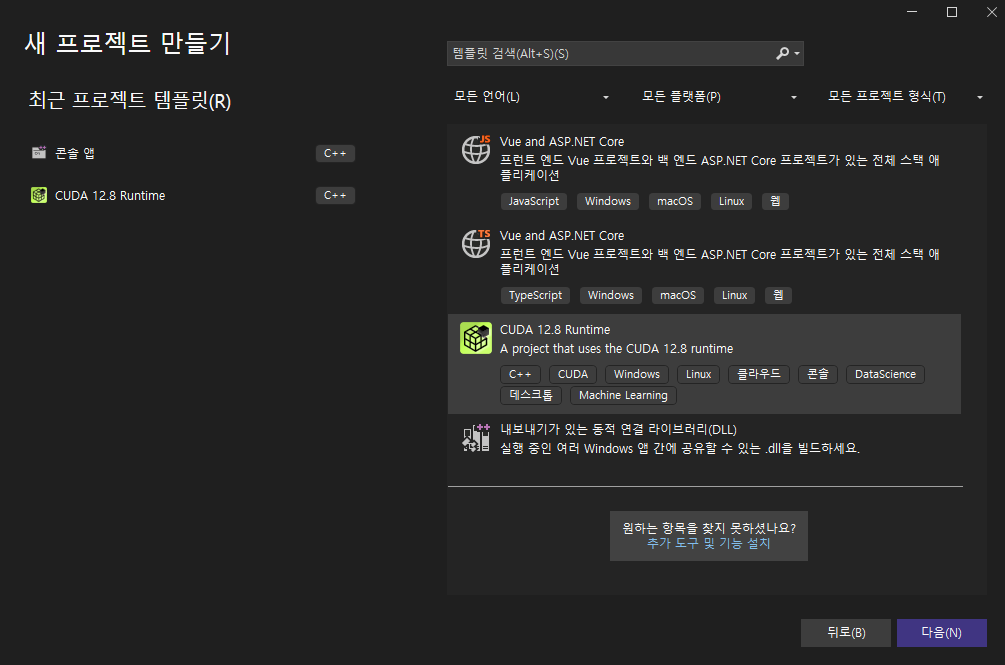 새 프로젝트 만들기
최근 프로젝트 템플릿(R)
콘솔 앱
C++
CUDA 12.8 Runtime
C++
템플릿 검색(Alt+S)(S)
모든 언어(L)
모든 플랫폼(P)
모든 프로젝트 형식(T)
JS
Vue and ASP.NET Core
프런트 엔드 Vue 프로젝트와 백 엔드 ASP.NET Core 프로젝트가 있는 전체 스택 애
플리케이션
JavaScript Windows macOS Linux 웹
TS
Vue and ASP.NET Core
프런트 엔드 Vue 프로젝트와 백 엔드 ASP.NET Core 프로젝트가 있는 전체 스택 애
플리케이션
TypeScript Windows macOS Linux 웹
CUDA 12.8 Runtime
A project that uses the CUDA 12.8 runtime
C++ CUDA Windows Linux 클라우드 콘솔 DataScience
데스크톱 Machine Learning
++
내보내기가 있는 동적 연결 라이브러리(DLL)
실행 중인 여러 Windows 앱 간에 공유할 수 있는 .dll을 빌드하세요.
원하는 항목을 찾지 못하셨나요?
추가 도구 및 기능 설치
뒤로(B)
다음(N)